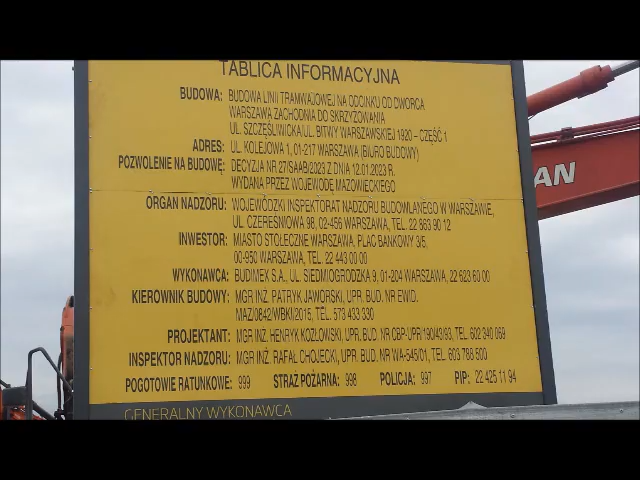 TABLICA INFORMACYJNA
BUDOWA: BUDOWA LINII TRAMWAJOWEJ NA ODCINKU OD DWORCA
WARSZAWA ZACHODNIA DO SKRZYŻOWANIA
UL. SZCZĘŚLIWICKA/UL. BITWY WARSZAWSKIEJ 1920 – CZĘŚĆ 1
ADRES: UL. KOLEJOWA 1, 01-217 WARSZAWA (BIURO BUDOWY)
POZWOLENIE NA BUDOWĘ: DECYZJA NR 27/SAAB/2023 Z DNIA 12.01.2023 R.
WYDANA PRZEZ WOJEWODĘ MAZOWIECKIEGO
ORGAN NADZORU: WOJEWÓDZKI INSPEKTORAT NADZORU BUDOWLANEGO W WARSZAWIE,
UL. CZEREŚNIOWA 98, 02-456 WARSZAWA, TEL. 22 863 90 12
INWESTOR: MIASTO STOŁECZNE WARSZAWA, PLAC BANKOWY 3/5,
00-950 WARSZAWA, TEL. 22 443 00 00
WYKONAWCA: BUDIMEX S.A., UL. SIEDMIOGRODZKA 9, 01-204 WARSZAWA, 22 623 60 00
KIEROWNIK BUDOWY: MGR INŻ. PATRYK JAWORSKI, UPR. BUD. NR EWID.
MAZ/0842/WBKI/2015, TEL. 573 433 330
PROJEKTANT: MGR INŻ. HENRYK KOZŁOWSKI, UPR. BUD. NR GBP-UPR/190/43/83, TEL. 602 340 069
INSPEKTOR NADZORU: MGR INŻ. RAFAŁ CHOJECKI, UPR. BUD. NR WA-545/01, TEL. 603 768 500
POGOTOWIE RATUNKOWE: 999 STRAŻ POŻARNA: 998 POLICJA: 997 PIP: 22 425 11 94
GENERALNY WYKONAWCA
AN